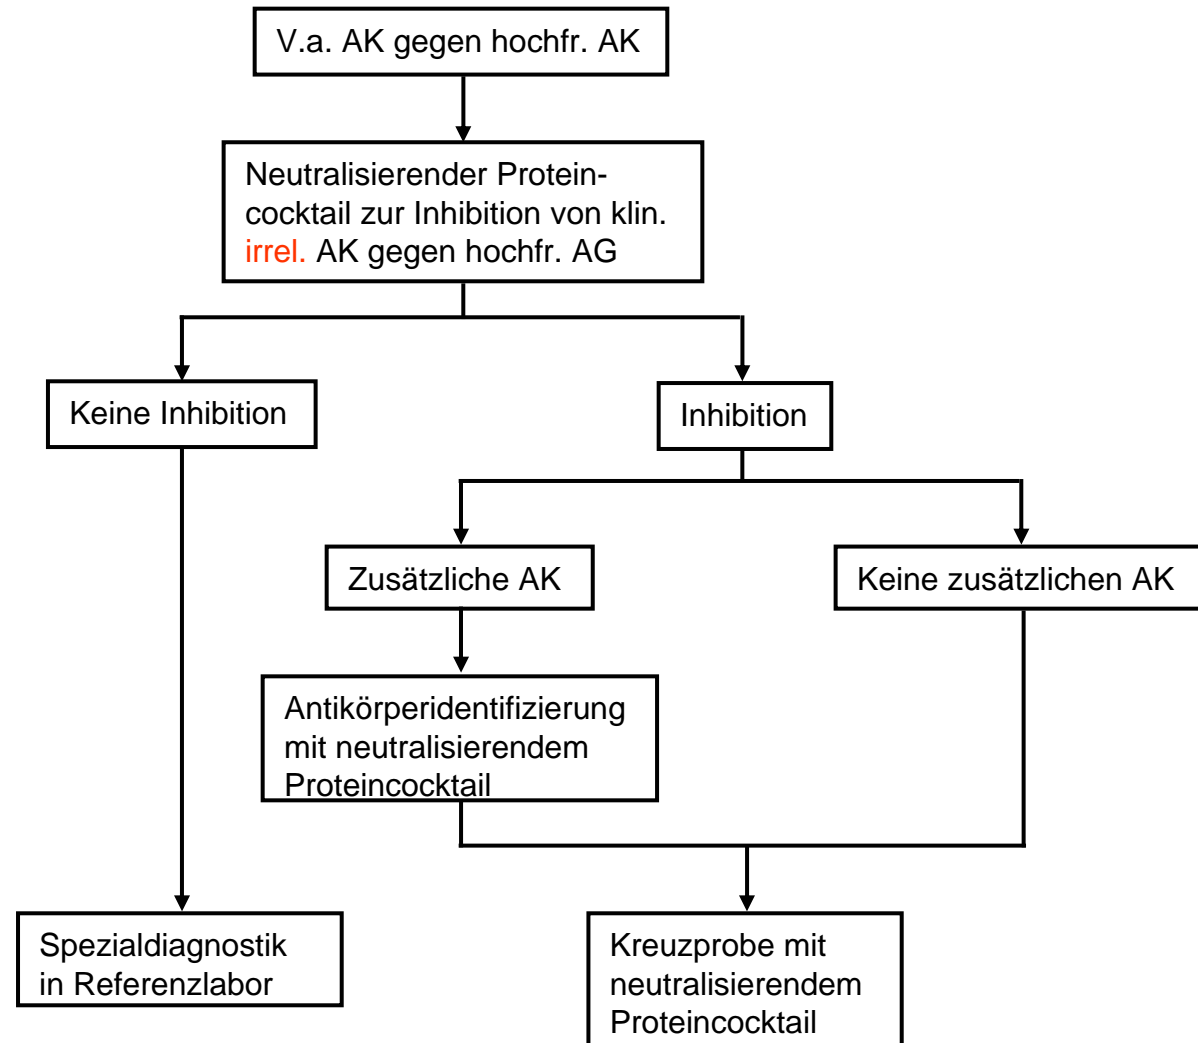 V.a. AK gegen hochfr. AK
Neutralisierender Protein-
cocktail zur Inhibition von klin.
irrel. AK gegen hochfr. AG
Keine Inhibition
Inhibition
Zusätzliche AK
Keine zusätzlichen AK
Antikörperidentifizierung
mit neutralisierendem
Proteincocktail
Spezialdiagnostik
in Referenzlabor
Kreuzprobe mit
neutralisierendem
Proteincocktail